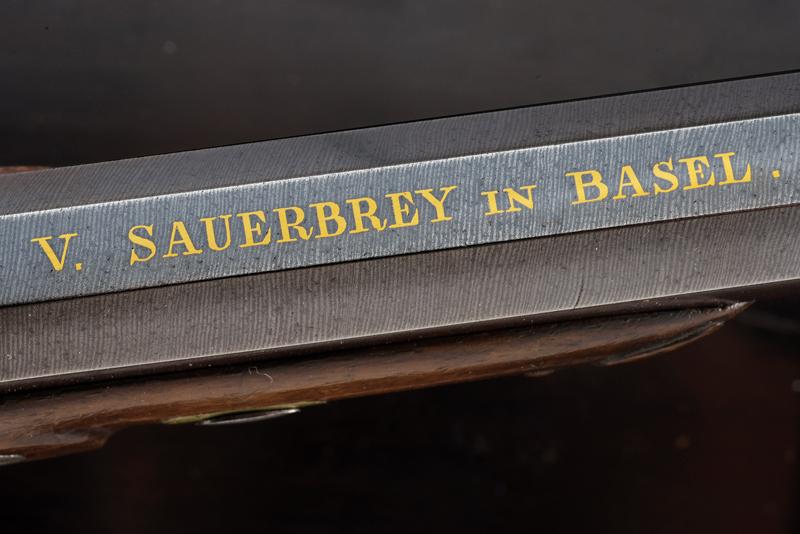 V. SAUERBREY IN BASEL.